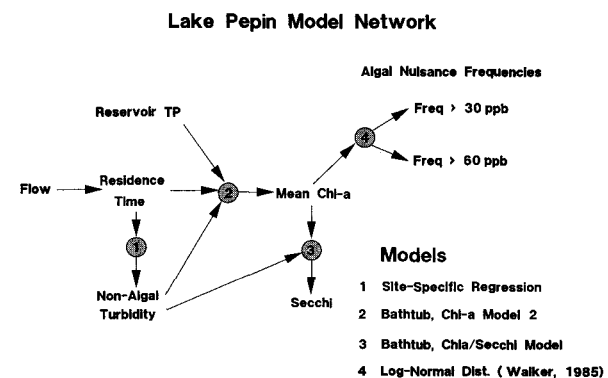 Lake Pepin Model Network
Algal Nuisance Frequencies
Reservoir TP
Freq > 30 ppb
4
Freq > 60 ppb
Flow
Residence
Time
2
Mean Chl-a
1
3
Non-Algal
Turbidity
Secchi
Models
1 Site-Specific Regression
2 Bathtub, Chl-a Model 2
3 Bathtub, Chla/Secchi Model
4 Log-Normal Dist. ( Walker, 1985)